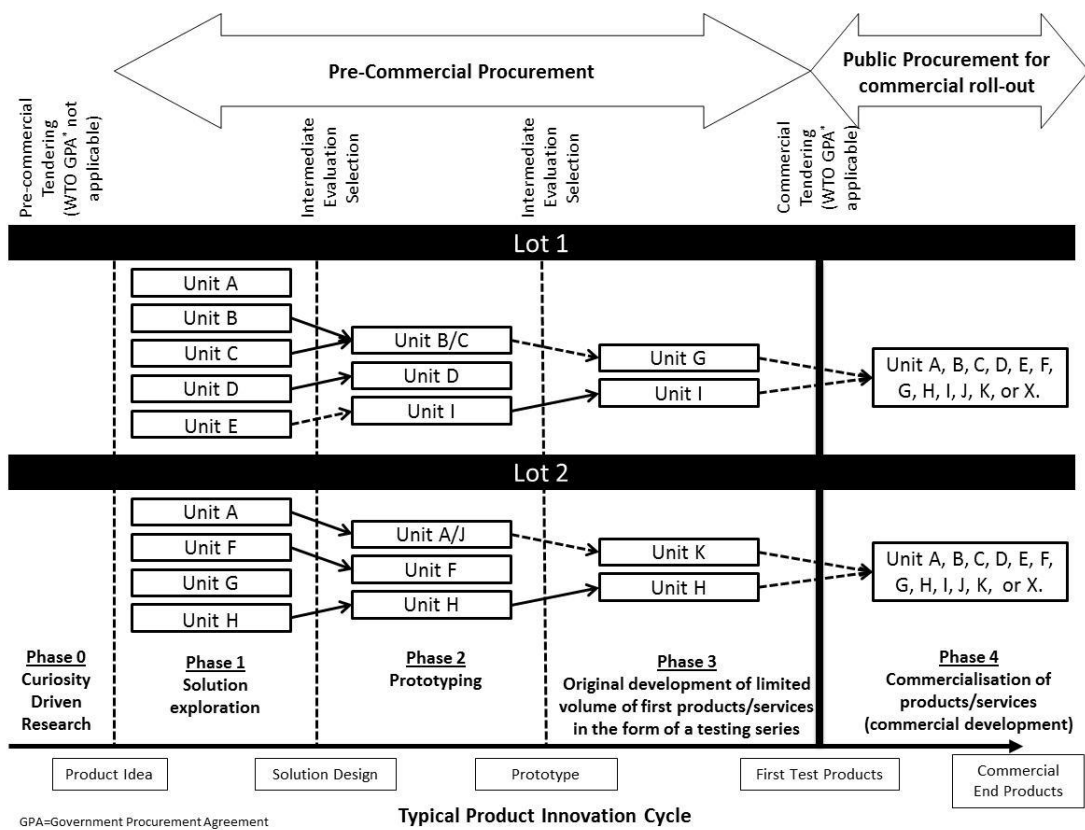 Pre-Commercial Procurement
Public Procurement for
commercial roll-out
Pre-commercial
Tendering
(WTO GPA" not
applicable)
Intermediate
Evaluation
Selection
Intermediate
Evaluation
Selection
Commercial
Tendering
(WTO GPA"
applicable)
Lot 1
Unit A
Unit B
Unit C
Unit D
Unit E
Unit B/C
Unit D
Unit I
Unit G
Unit I
Unit A, B, C, D, E, F,
G, H, I, J, K, or X.
Lot 2
Unit A
Unit F
Unit G
Unit H
Unit A/J
Unit F
Unit H
Unit K
Unit H
Unit A, B, C, D, E, F,
G, H, I, J, K, or X.
Phase 0
Curiosity
Driven
Research
Phase 1
Solution
exploration
Phase 2
Prototyping
Phase 3
Original development of limited
volume of first products/services
in the form of a testing series
Phase 4
Commercialisation of
products/services
(commercial development)
Product Idea
Solution Design
Prototype
First Test Products
Commercial
End Products
GPA=Government Procurement Agreement
Typical Product Innovation Cycle